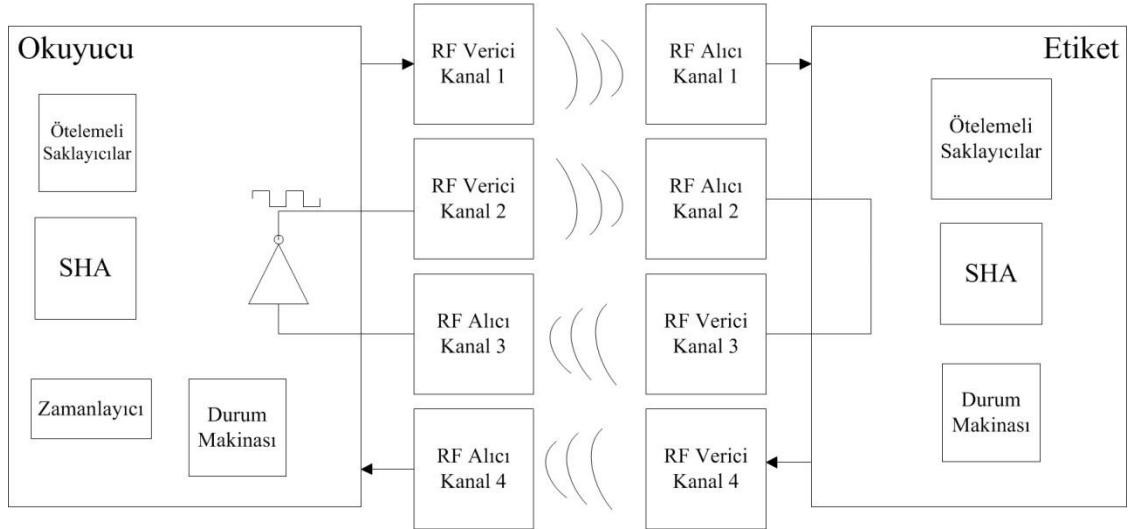 Okuyucu
Ötelemeli
Saklayıcılar
SHA
Zamanlayıcı
Durum
Makinası
RF Verici
Kanal 1
RF Verici
Kanal 2
RF Alıcı
Kanal 3
RF Alıcı
Kanal 4
RF Alıcı
Kanal 1
RF Alıcı
Kanal 2
RF Verici
Kanal 3
RF Verici
Kanal 4
Etiket
Ötelemeli
Saklayıcılar
SHA
Durum
Makinası